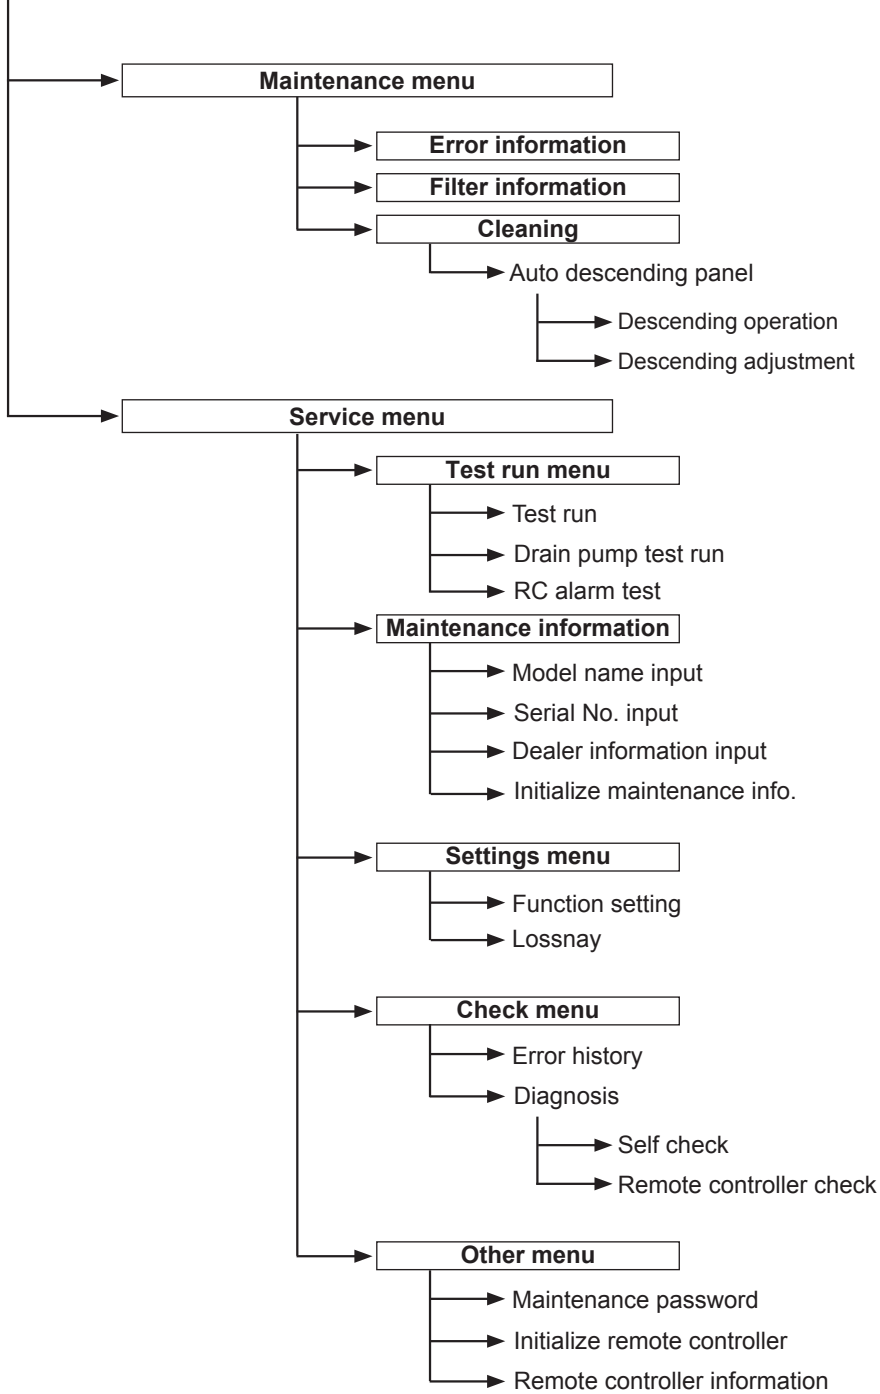 Maintenance menu
Error information
Filter information
Cleaning
Auto descending panel
Descending operation
Descending adjustment
Service menu
Test run menu
Test run
Drain pump test run
RC alarm test
Maintenance information
Model name input
Serial No. input
Dealer information input
Initialize maintenance info.
Settings menu
Function setting
Lossnay
Check menu
Error history
Diagnosis
Self check
Remote controller check
Other menu
Maintenance password
Initialize remote controller
Remote controller information